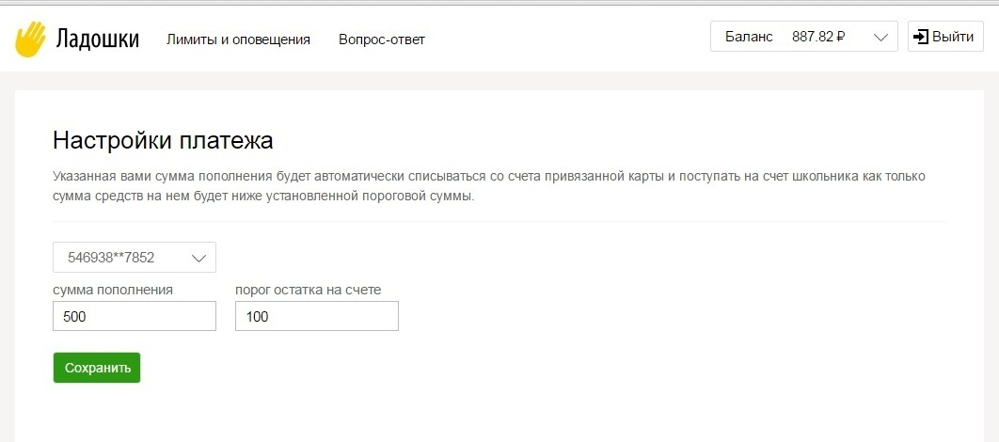 Ладошки Лимиты и оповещения Вопрос-ответ Баланс 887.82 ₽ Выйти
Настройки платежа
Указанная вами сумма пополнения будет автоматически списываться со счета привязанной карты и поступать на счет школьника как только
сумма средств на нем будет ниже установленной пороговой суммы.
546938**7852
сумма пополнения порог остатка на счете
500 100
Сохранить